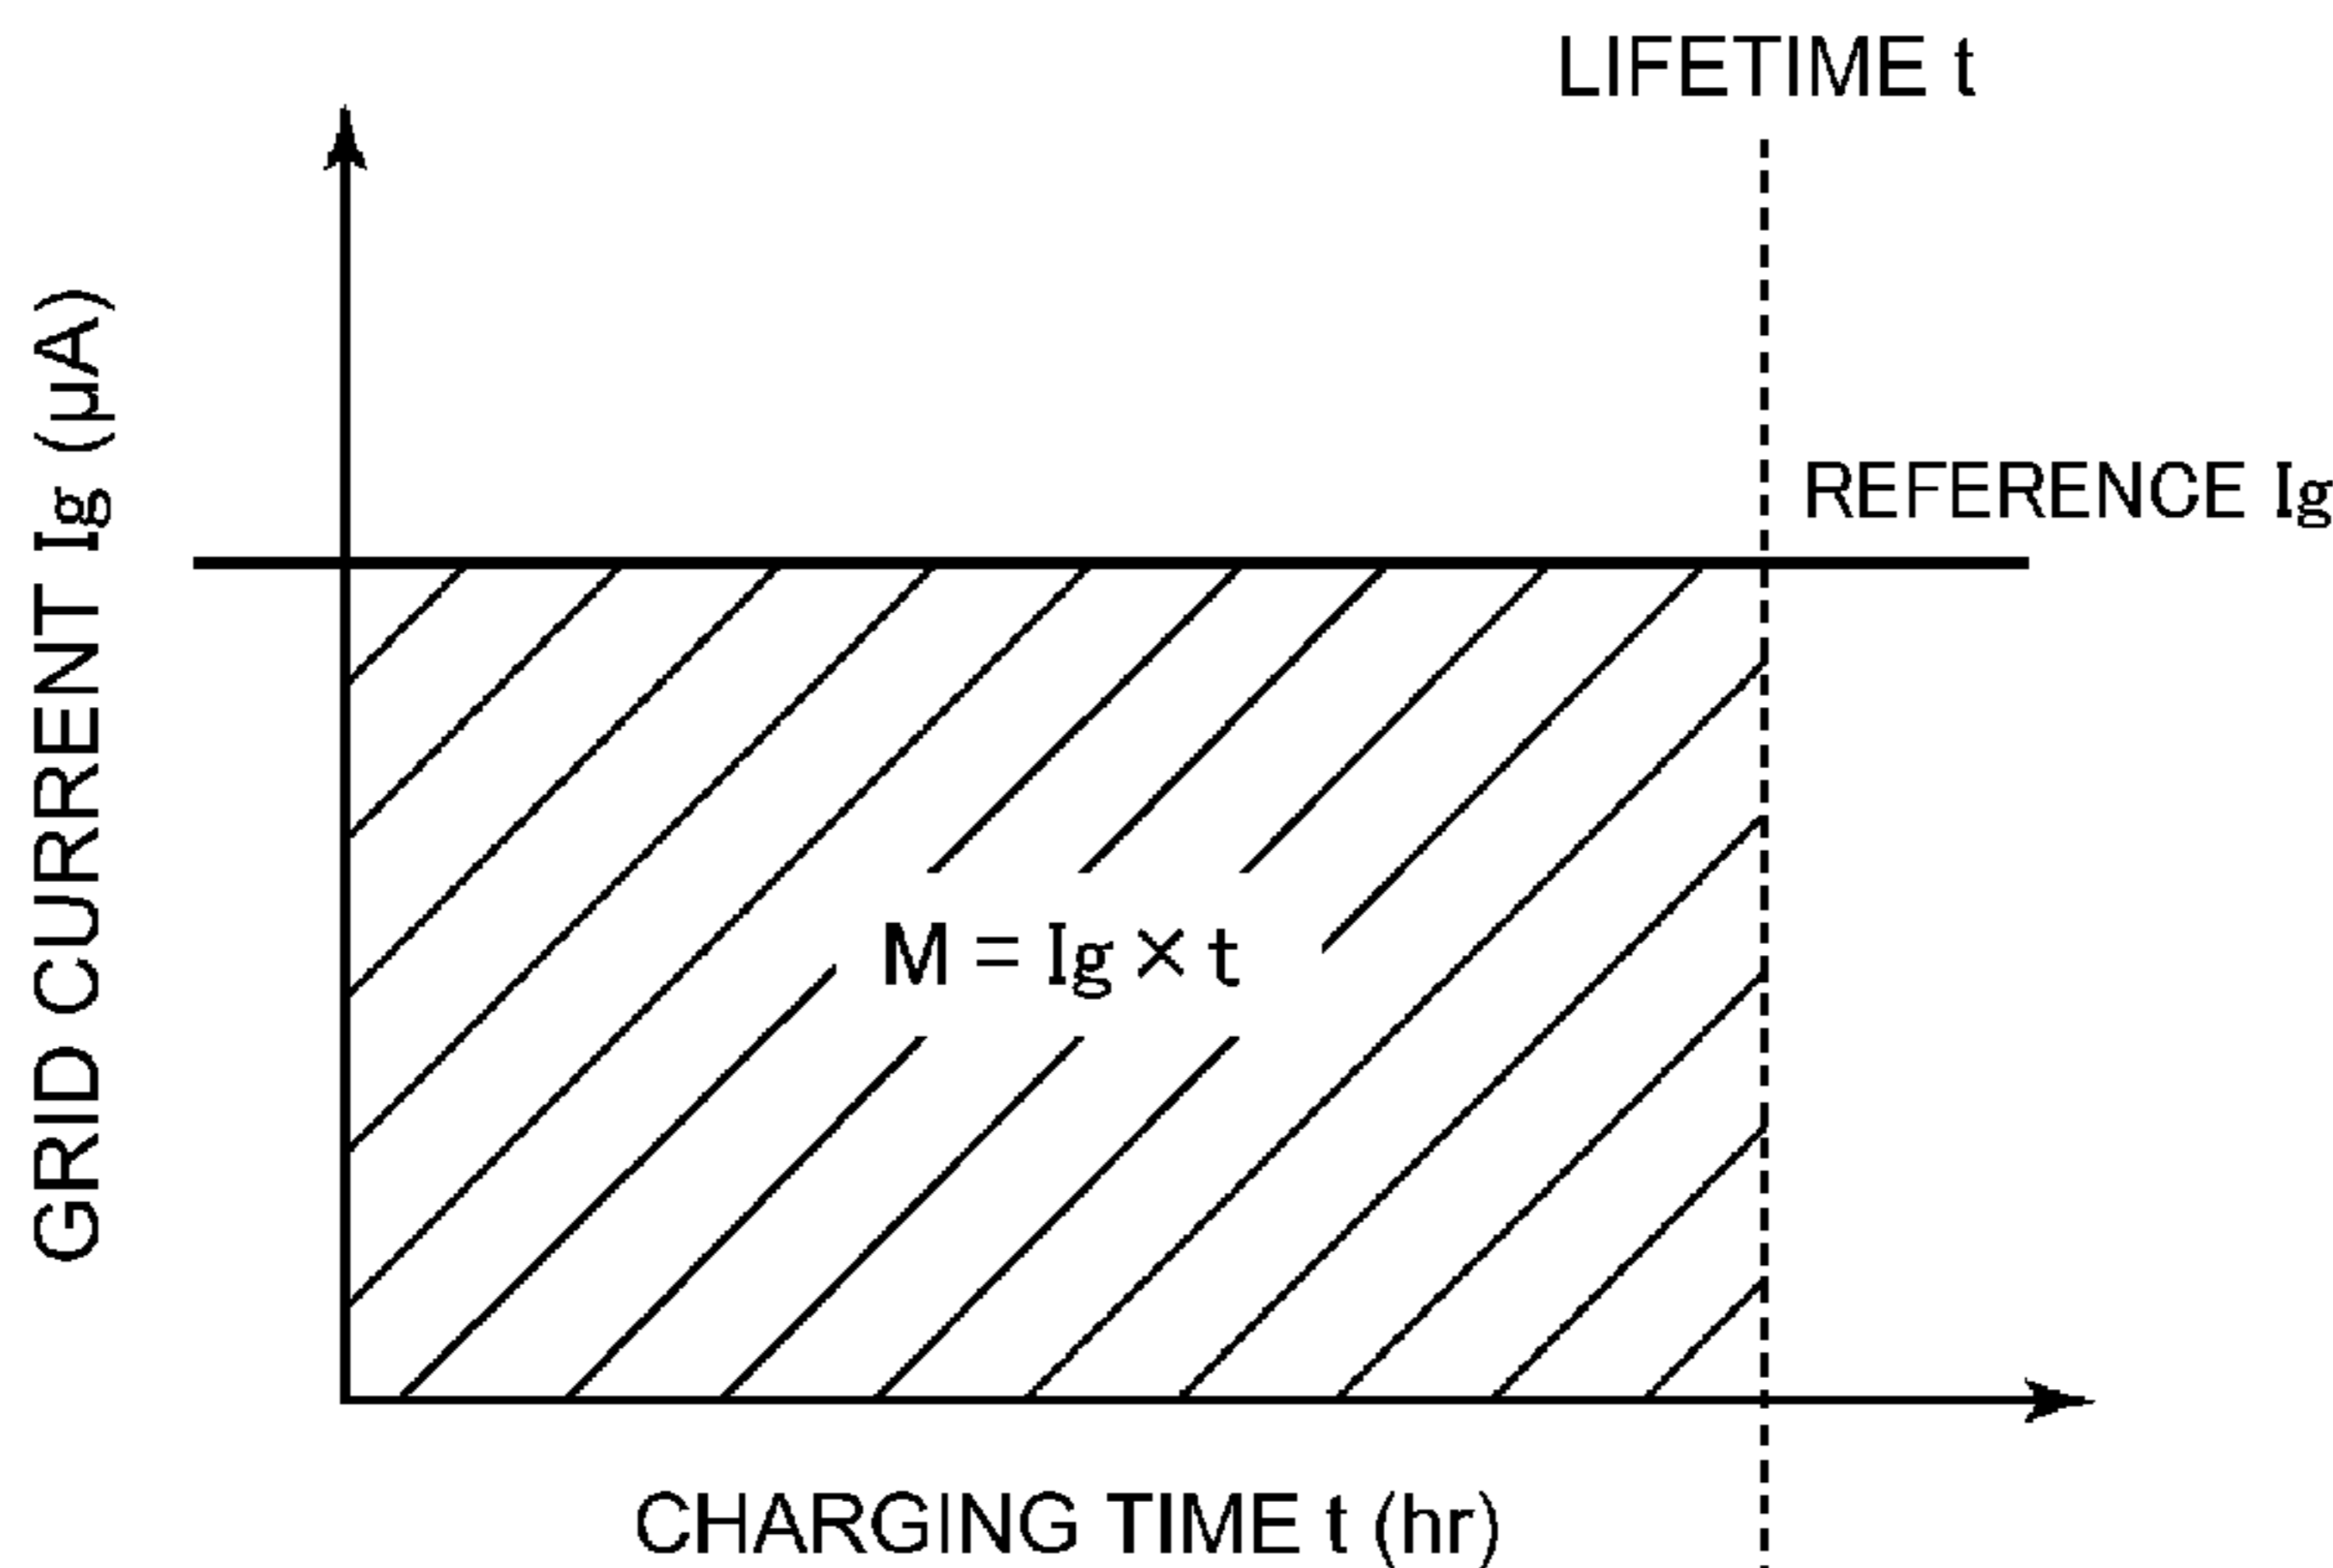 LIFETIME t
REFERENCE Ig
GRID CURRENT Ig (μA)
M = Ig × t
CHARGING TIME t (hr)